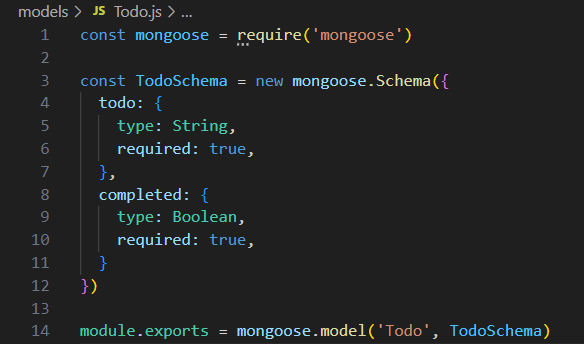 models > JS Todo.js > ...
1 const mongoose = require('mongoose')
2
3 const TodoSchema = new mongoose.Schema({
4   todo: {
5     type: String,
6     required: true,
7   },
8   completed: {
9     type: Boolean,
10     required: true,
11   }
12 })
13
14 module.exports = mongoose.model('Todo', TodoSchema)